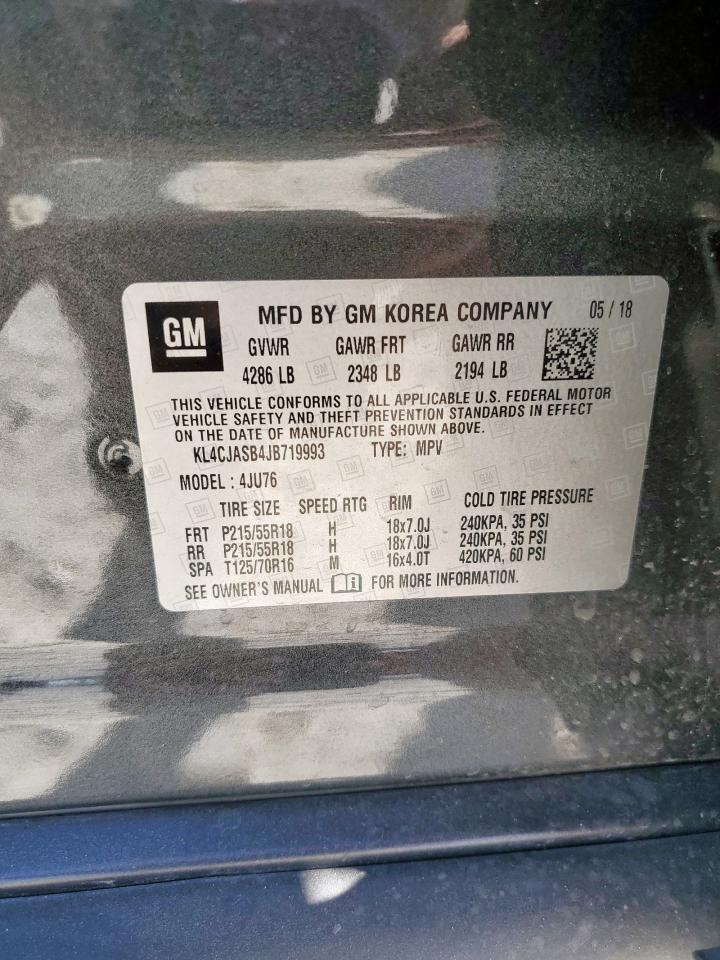 GM
MFD BY GM KOREA COMPANY 05 / 18
GVWR GAWR FRT GAWR RR
4286 LB 2348 LB 2194 LB
THIS VEHICLE CONFORMS TO ALL APPLICABLE U.S. FEDERAL MOTOR
VEHICLE SAFETY AND THEFT PREVENTION STANDARDS IN EFFECT
ON THE DATE OF MANUFACTURE SHOWN ABOVE.
KL4CJASB4JB719993 TYPE: MPV
MODEL : 4JU76
TIRE SIZE SPEED RTG RIM COLD TIRE PRESSURE
FRT P215/55R18 H 18x7.0J 240KPA, 35 PSI
RR P215/55R18 H 18x7.0J 240KPA, 35 PSI
SPA T125/70R16 M 16x4.0T 420KPA, 60 PSI
SEE OWNER'S MANUAL FOR MORE INFORMATION.